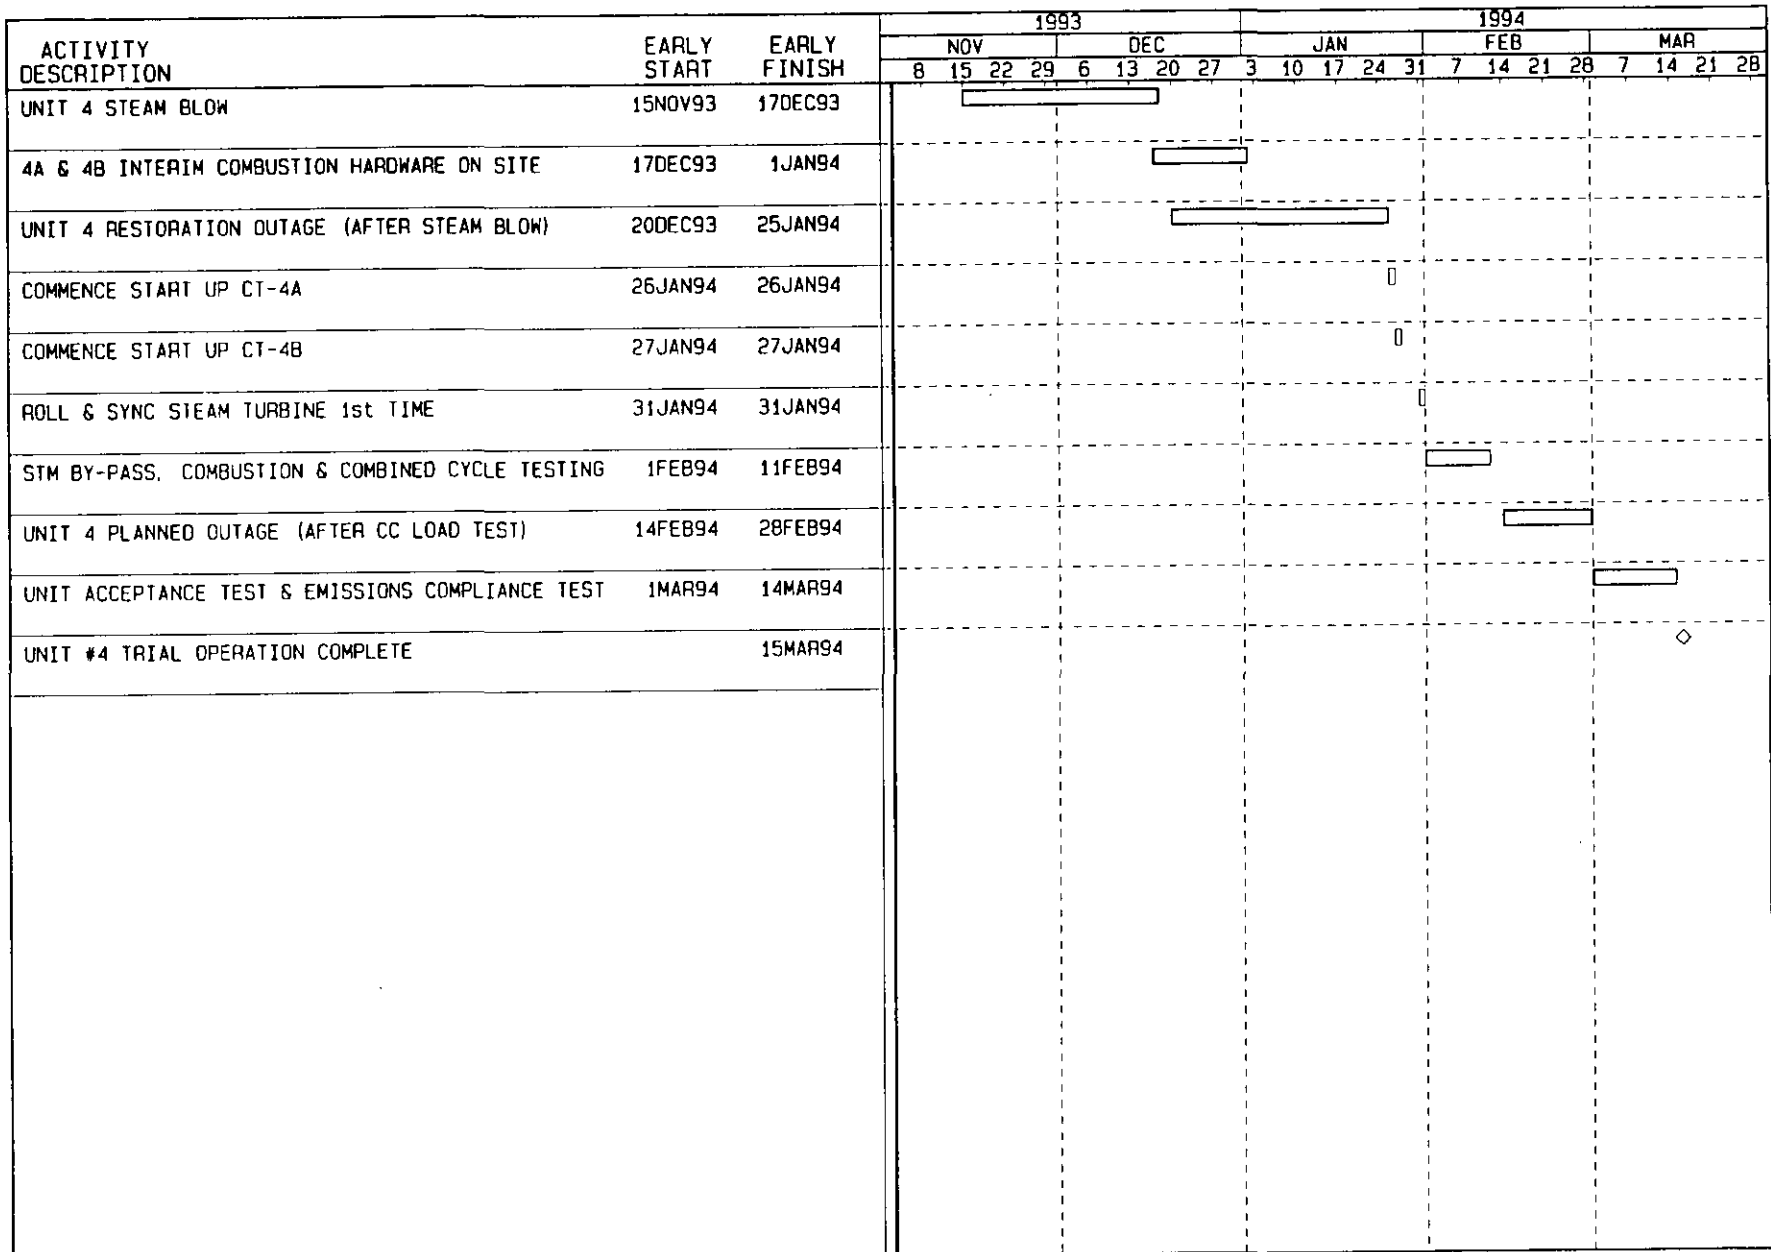 1993 1994
ACTIVITY DESCRIPTION EARLY START EARLY FINISH NOV DEC JAN FEB MAR
8 15 22 29 6 13 20 27 3 10 17 24 31 7 14 21 28 7 14 21 28
UNIT 4 STEAM BLOW 15NOV93 17DEC93
4A & 4B INTERIM COMBUSTION HARDWARE ON SITE 17DEC93 1JAN94
UNIT 4 RESTORATION OUTAGE (AFTER STEAM BLOW) 20DEC93 25JAN94
COMMENCE START UP CT-4A 26JAN94 26JAN94
COMMENCE START UP CT-4B 27JAN94 27JAN94
ROLL & SYNC STEAM TURBINE 1st TIME 31JAN94 31JAN94
STM BY-PASS, COMBUSTION & COMBINED CYCLE TESTING 1FEB94 11FEB94
UNIT 4 PLANNED OUTAGE (AFTER CC LOAD TEST) 14FEB94 28FEB94
UNIT ACCEPTANCE TEST & EMISSIONS COMPLIANCE TEST 1MAR94 14MAR94
UNIT #4 TRIAL OPERATION COMPLETE 15MAR94